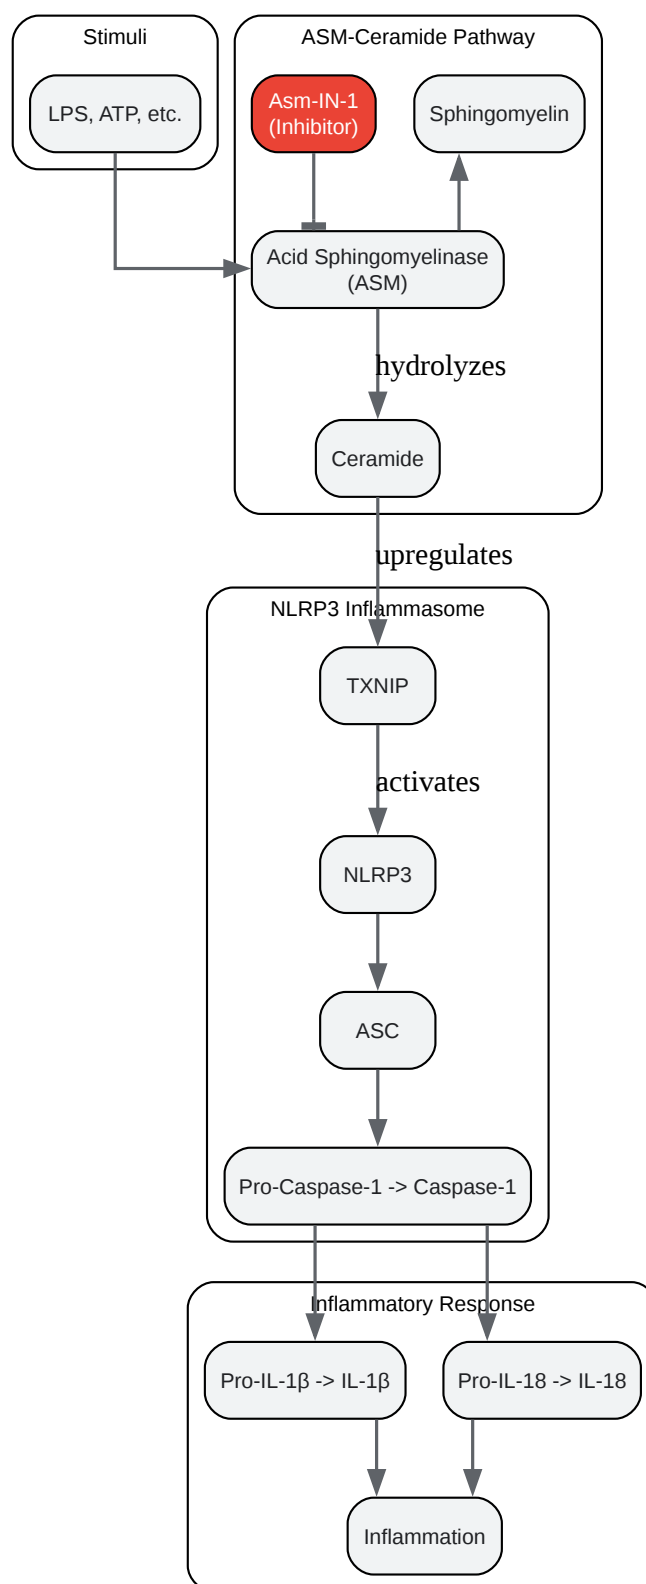 Stimuli
ASM-Ceramide Pathway
LPS, ATP, etc.
Asm-IN-1
(Inhibitor)
Sphingomyelin
Acid Sphingomyelinase
(ASM)
hydrolyzes
Ceramide
upregulates
NLRP3 Inflammasome
TXNIP
activates
NLRP3
ASC
Pro-Caspase-1 -> Caspase-1
Inflammatory Response
Pro-IL-1β -> IL-1β
Pro-IL-18 -> IL-18
Inflammation